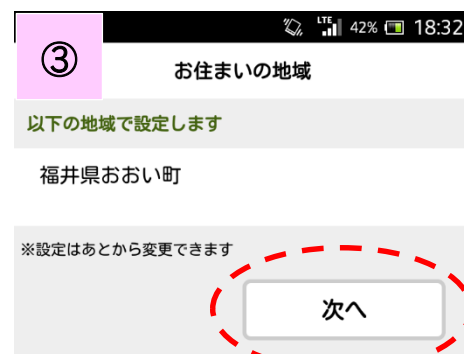 LTE 42% 18:32
③
お住まいの地域
以下の地域で設定します
福井県おおい町
※設定はあとから変更できます
次へ